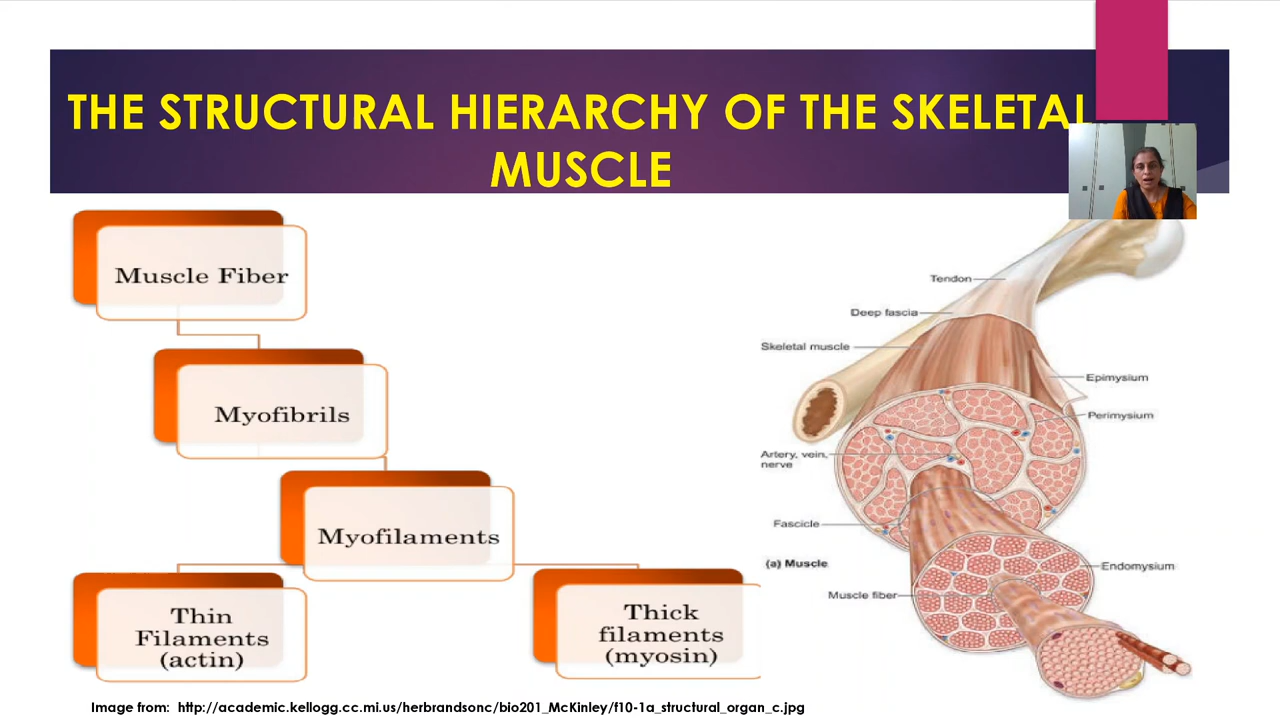 THE STRUCTURAL HIERARCHY OF THE SKELETAL
MUSCLE
Muscle Fiber
Myofibrils
Myofilaments
Thin
Filaments
(actin)
Thick
filaments
(myosin)
Tendon
Deep fascia
Skeletal muscle
Epimysium
Perimysium
Artery, vein,
nerve
Fascicle
(a) Muscle
Endomysium
Muscle fiber
Image from: http://academic.kellogg.cc.mi.us/herbrandsonc/bio201_McKinley/f10-1a_structural_organ_c.jpg